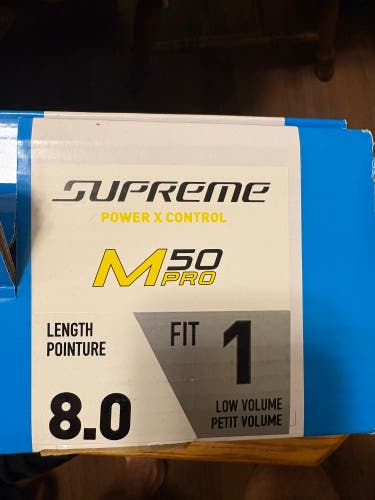 SUPREME
POWER X CONTROL
M50 PRO
LENGTH
POINTURE
8.0
FIT 1
LOW VOLUME
PETIT VOLUME